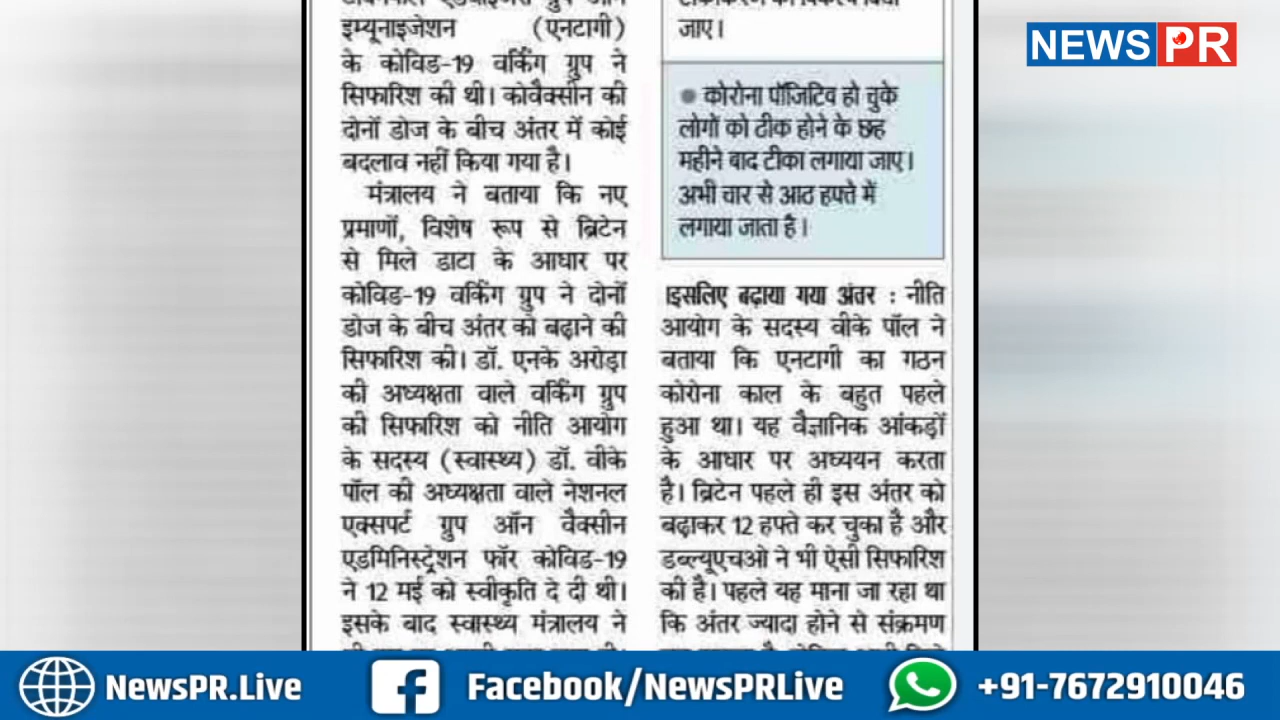 इम्यूनाइजेशन (एनटागी)
के कोविड-19 वर्किंग ग्रुप ने
सिफारिश की थी। कोवैक्सीन की
दोनों डोज के बीच अंतर में कोई
बदलाव नहीं किया गया है।
मंत्रालय ने बताया कि नए
प्रमाणों, विशेष रूप से ब्रिटेन
से मिले डाटा के आधार पर
कोविड-19 वर्किंग ग्रुप ने दोनों
डोज के बीच अंतर को बढ़ाने की
सिफारिश की। डॉ. एनके अरोड़ा
की अध्यक्षता वाले वर्किंग ग्रुप
की सिफारिश को नीति आयोग
के सदस्य (स्वास्थ्य) डॉ. वीके
पॉल की अध्यक्षता वाले नेशनल
एक्सपर्ट ग्रुप ऑन वैक्सीन
एडमिनिस्ट्रेशन फॉर कोविड-19
ने 12 मई को स्वीकृति दे दी थी।
इसके बाद स्वास्थ्य मंत्रालय ने
जाए।
● कोरोना पॉजिटिव हो चुके
लोगों को ठीक होने के छह
महीने बाद टीका लगाया जाए।
अभी चार से आठ हफ्ते में
लगाया जाता है।
इसलिए बढ़ाया गया अंतर : नीति
आयोग के सदस्य वीके पॉल ने
बताया कि एनटागी का गठन
कोरोना काल के बहुत पहले
हुआ था। यह वैज्ञानिक आंकड़ों
के आधार पर अध्ययन करता
है। ब्रिटेन पहले ही इस अंतर को
बढ़ाकर 12 हफ्ते कर चुका है और
डब्ल्यूएचओ ने भी ऐसी सिफारिश
की है। पहले यह माना जा रहा था
कि अंतर ज्यादा होने से संक्रमण
NEWS PR
NewsPR.Live
Facebook/NewsPRLive
+91-7672910046